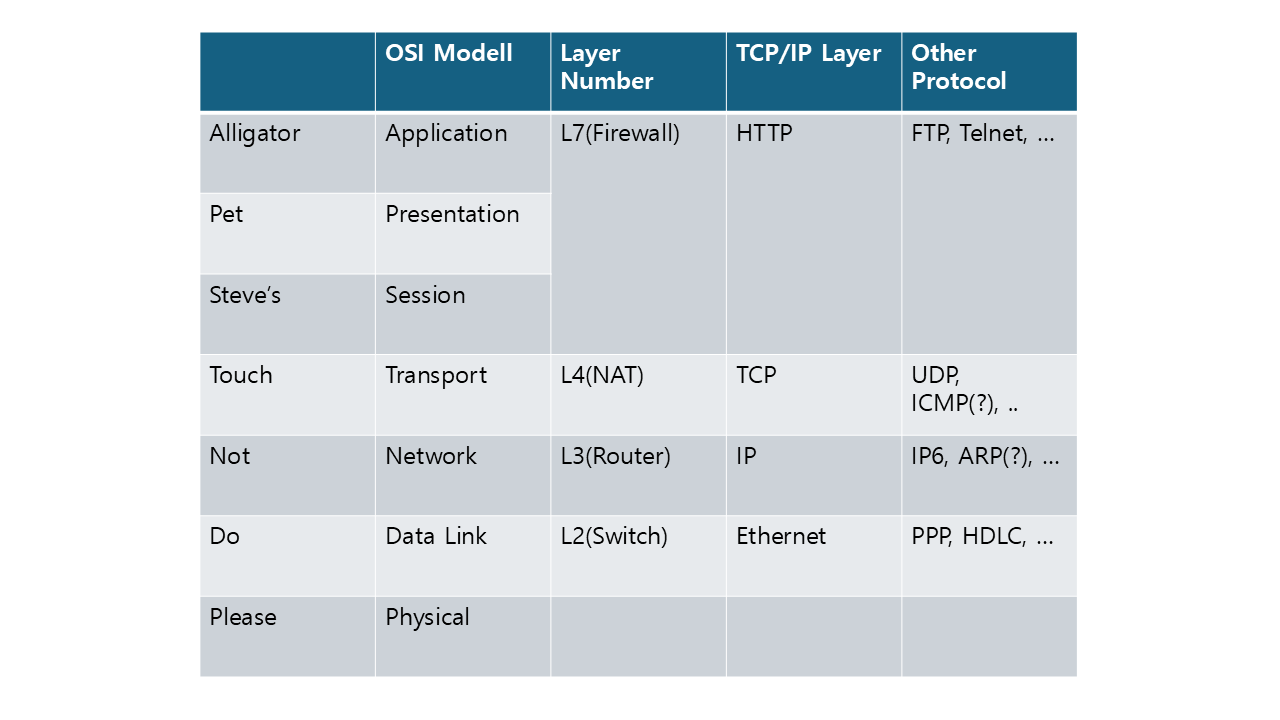 OSI Modell
Layer
Number
TCP/IP Layer
Other
Protocol
Alligator
Application
L7(Firewall)
HTTP
FTP, Telnet, …
Pet
Presentation
Steve’s
Session
Touch
Transport
L4(NAT)
TCP
UDP,
ICMP(?), ..
Not
Network
L3(Router)
IP
IP6, ARP(?), …
Do
Data Link
L2(Switch)
Ethernet
PPP, HDLC, …
Please
Physical